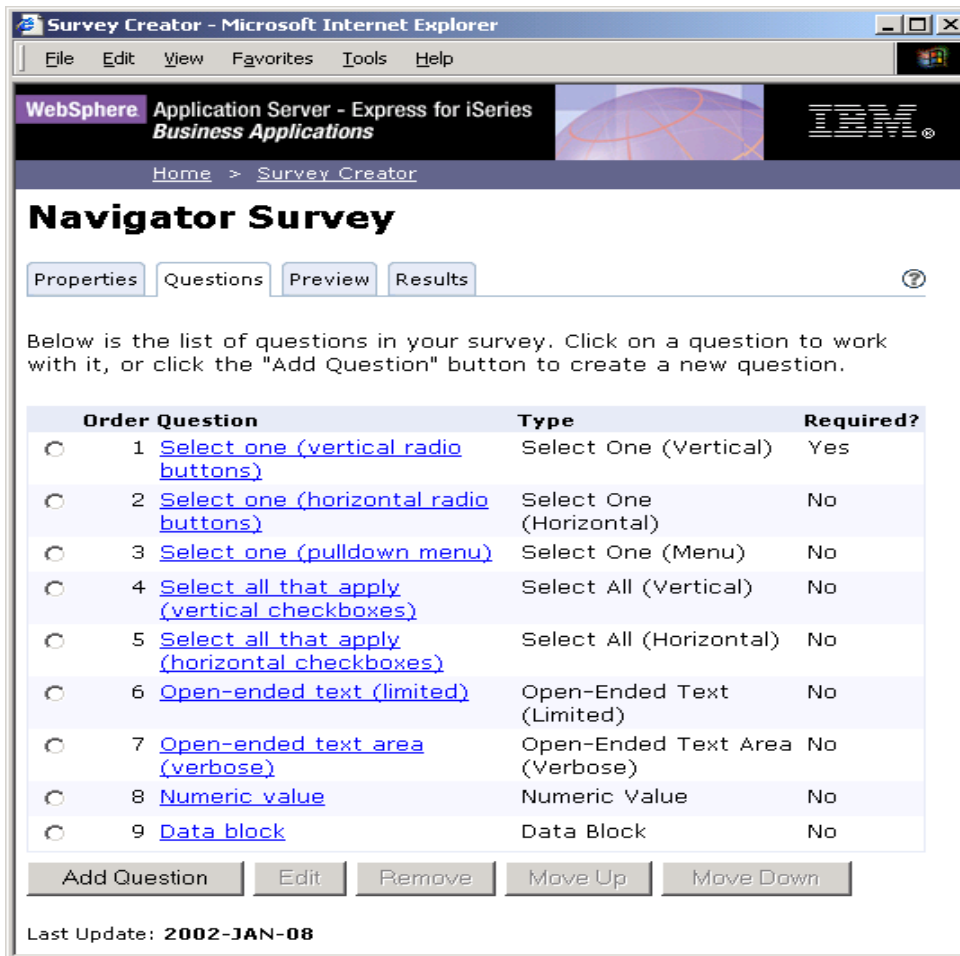 Survey Creator - Microsoft Internet Explorer
File Edit View Favorites Tools Help
WebSphere. Application Server - Express for iSeries
Business Applications
IBM®
Home > Survey Creator
Navigator Survey
Properties Questions Preview Results ?
Below is the list of questions in your survey. Click on a question to work
with it, or click the "Add Question" button to create a new question.
Order Question Type Required?
1 Select one (vertical radio Select One (Vertical) Yes
buttons)
2 Select one (horizontal radio Select One No
buttons) (Horizontal)
3 Select one (pulldown menu) Select One (Menu) No
4 Select all that apply Select All (Vertical) No
(vertical checkboxes)
5 Select all that apply Select All (Horizontal) No
(horizontal checkboxes)
6 Open-ended text (limited) Open-Ended Text No
(Limited)
7 Open-ended text area Open-Ended Text Area No
(verbose) (Verbose)
8 Numeric value Numeric Value No
9 Data block Data Block No
Add Question Edit Remove Move Up Move Down
Last Update: 2002-JAN-08